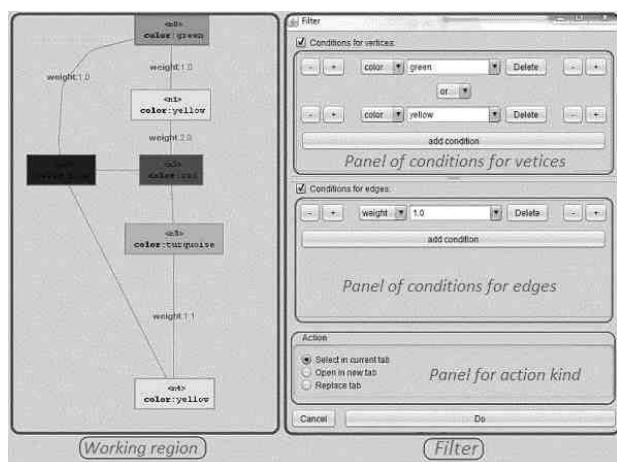 <n0>
color:green
weight:1.0
weight:1.0
<n1>
color:yellow
weight:2.0
<n3>
color:turquoise
weight:1.1
<n4>
color:yellow
Working region
Filter
Conditions for vertices:
- + color green Delete - +
or
- + color yellow Delete - +
add condition
Panel of conditions for vetices
Conditions for edges:
- + weight 1.0 Delete - +
add condition
Panel of conditions for edges
Action
Select in current tab
Open in new tab
Replace tab
Panel for action kind
Cancel Do
Filter